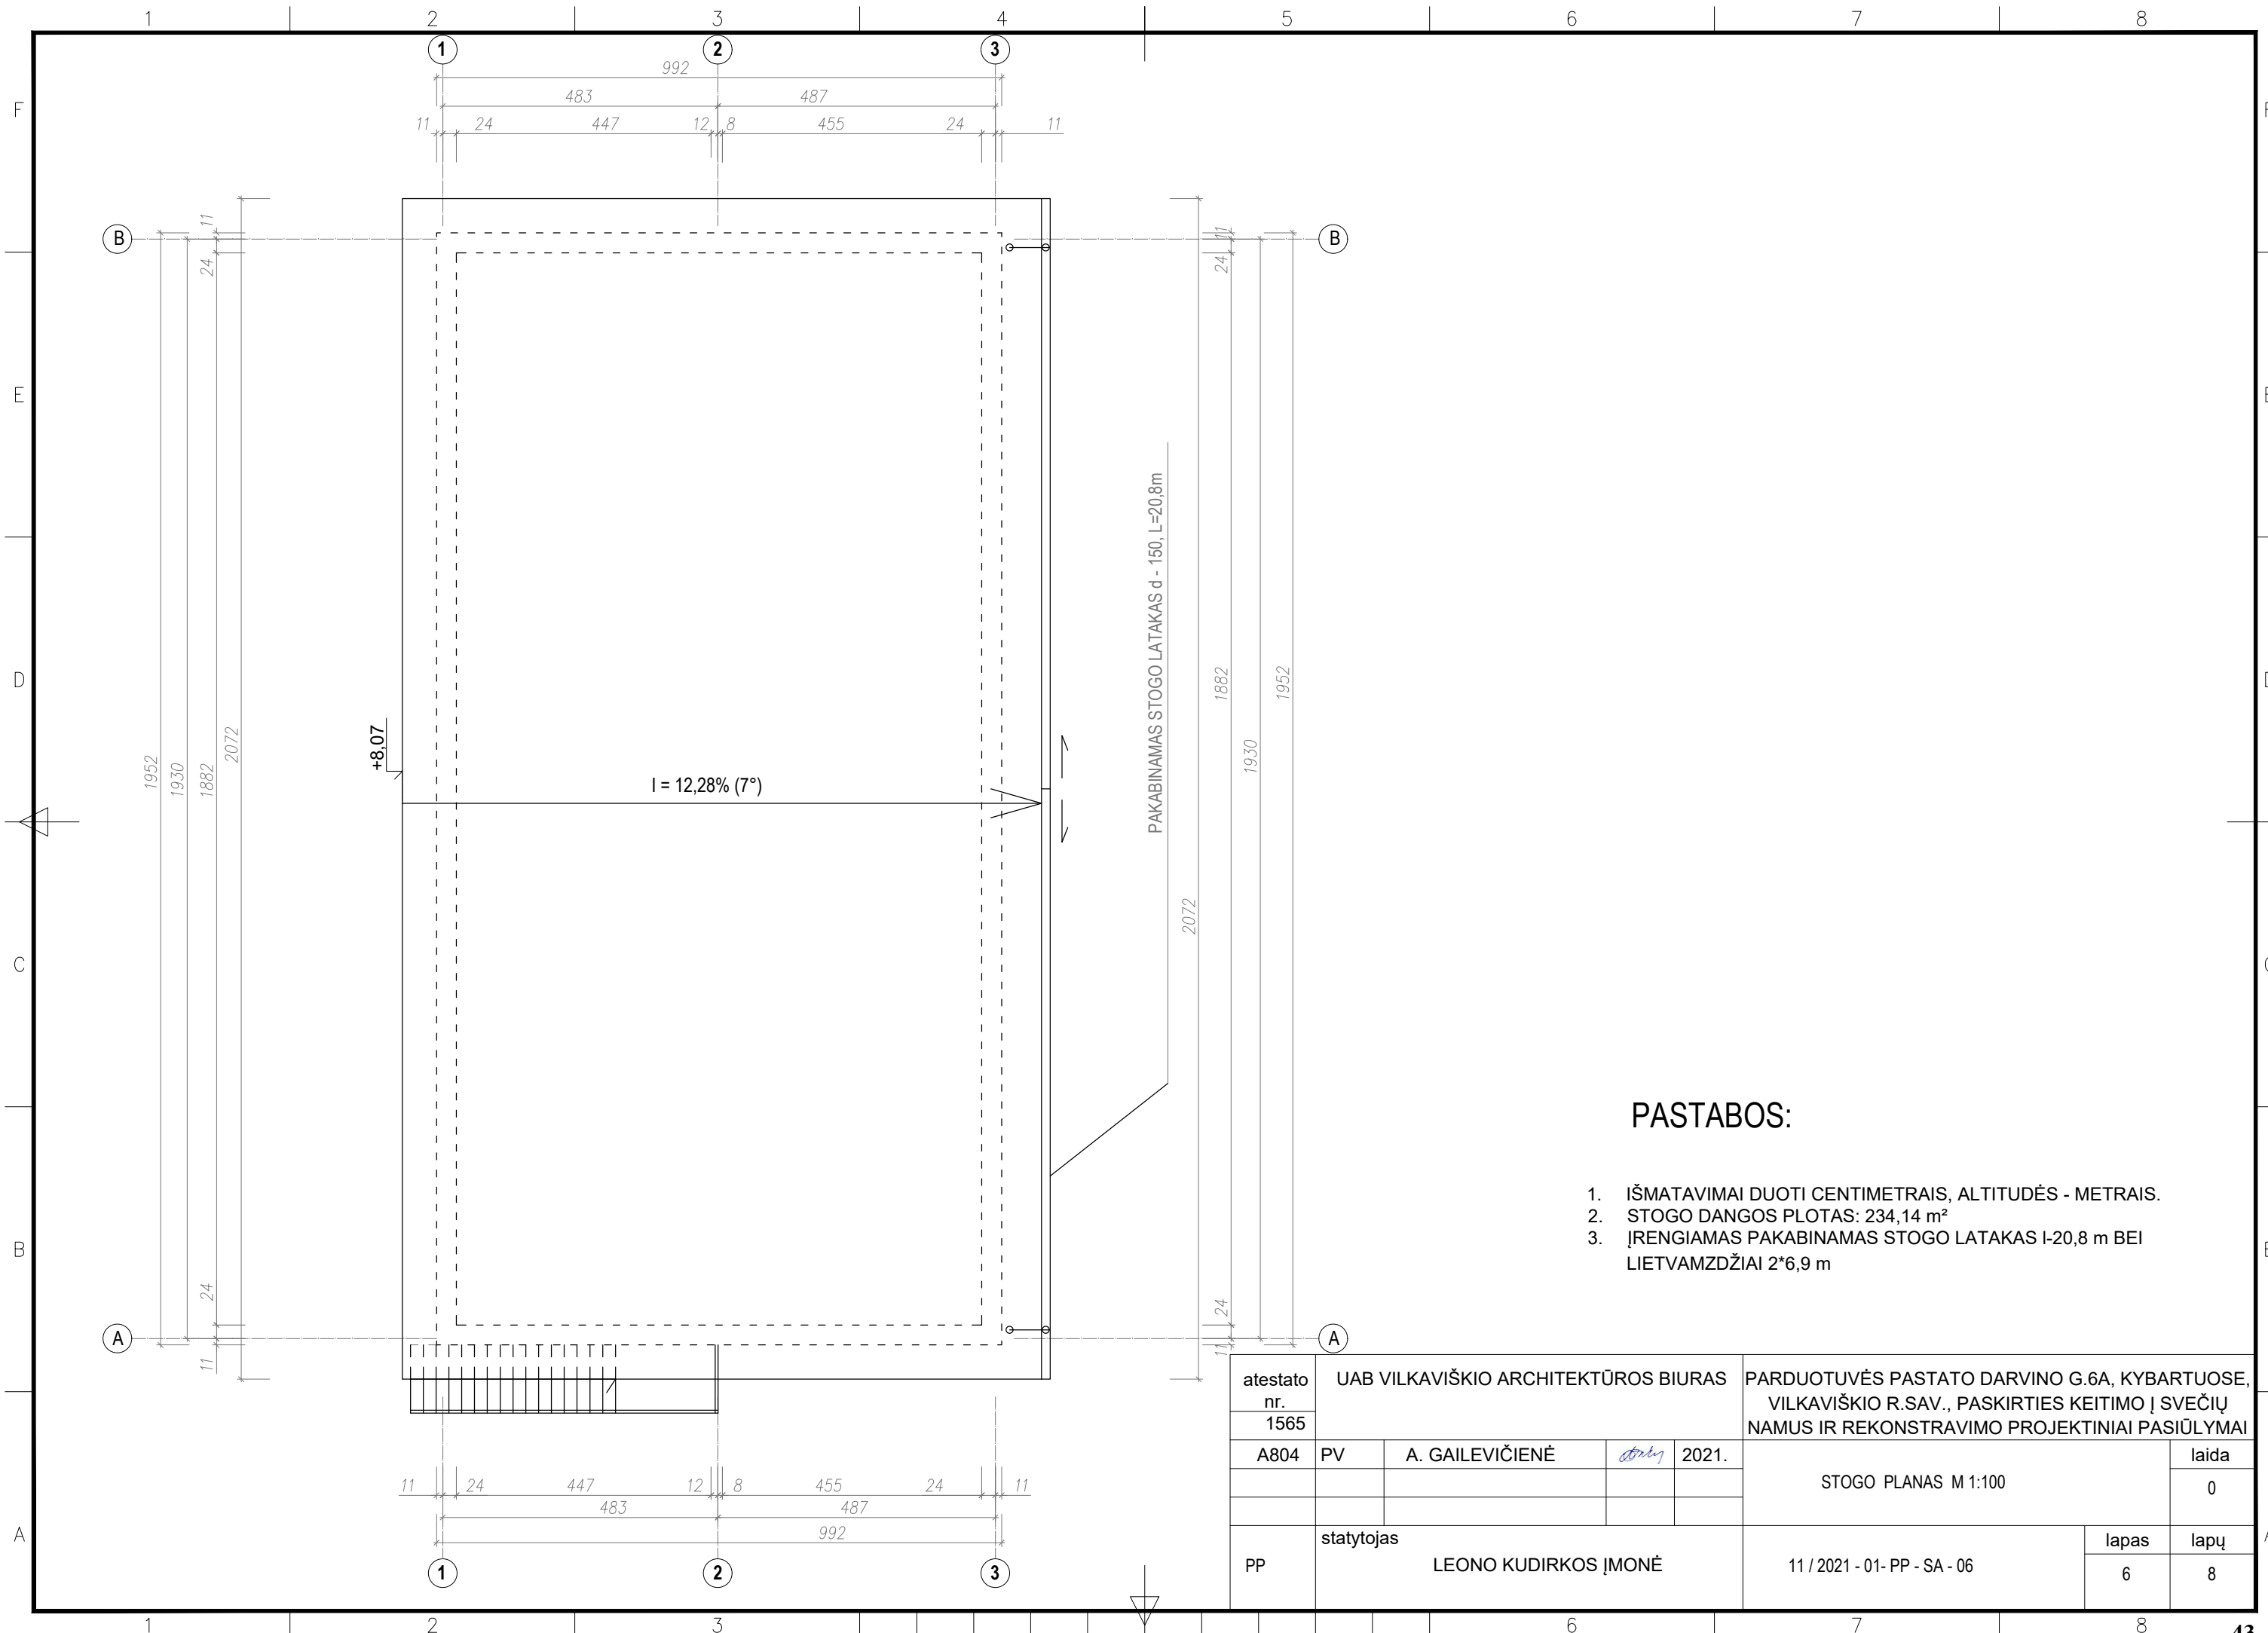 1 2 3 4 5 6 7 8
1 2 3
992
483 487
11 24 447 12 8 455 24 11
F
E
D
C
B
A
B B
A A
11
24
1952
1930
1882
2072
24
11
+8,07
I = 12,28% (7°)
PAKABINAMAS STOGO LATAKAS d - 150, L=20,8m
2072
11
24
1882
1930
1952
24
11
11 24 447 12 8 455 24 11
483 487
992
1 2 3
PASTABOS:
1. IŠMATAVIMAI DUOTI CENTIMETRAIS, ALTITUDĖS - METRAIS.
2. STOGO DANGOS PLOTAS: 234,14 m²
3. ĮRENGIAMAS PAKABINAMAS STOGO LATAKAS l-20,8 m BEI
LIETVAMZDŽIAI 2*6,9 m
atestato
nr.
1565
UAB VILKAVIŠKIO ARCHITEKTŪROS BIURAS
PARDUOTUVĖS PASTATO DARVINO G.6A, KYBARTUOSE,
VILKAVIŠKIO R.SAV., PASKIRTIES KEITIMO Į SVEČIŲ
NAMUS IR REKONSTRAVIMO PROJEKTINIAI PASIŪLYMAI
A804 PV A. GAILEVIČIENĖ 2021.
STOGO PLANAS M 1:100
laida
0
PP
statytojas
LEONO KUDIRKOS ĮMONĖ
11 / 2021 - 01- PP - SA - 06
lapas lapų
6 8
1 2 3 6 7 8
43